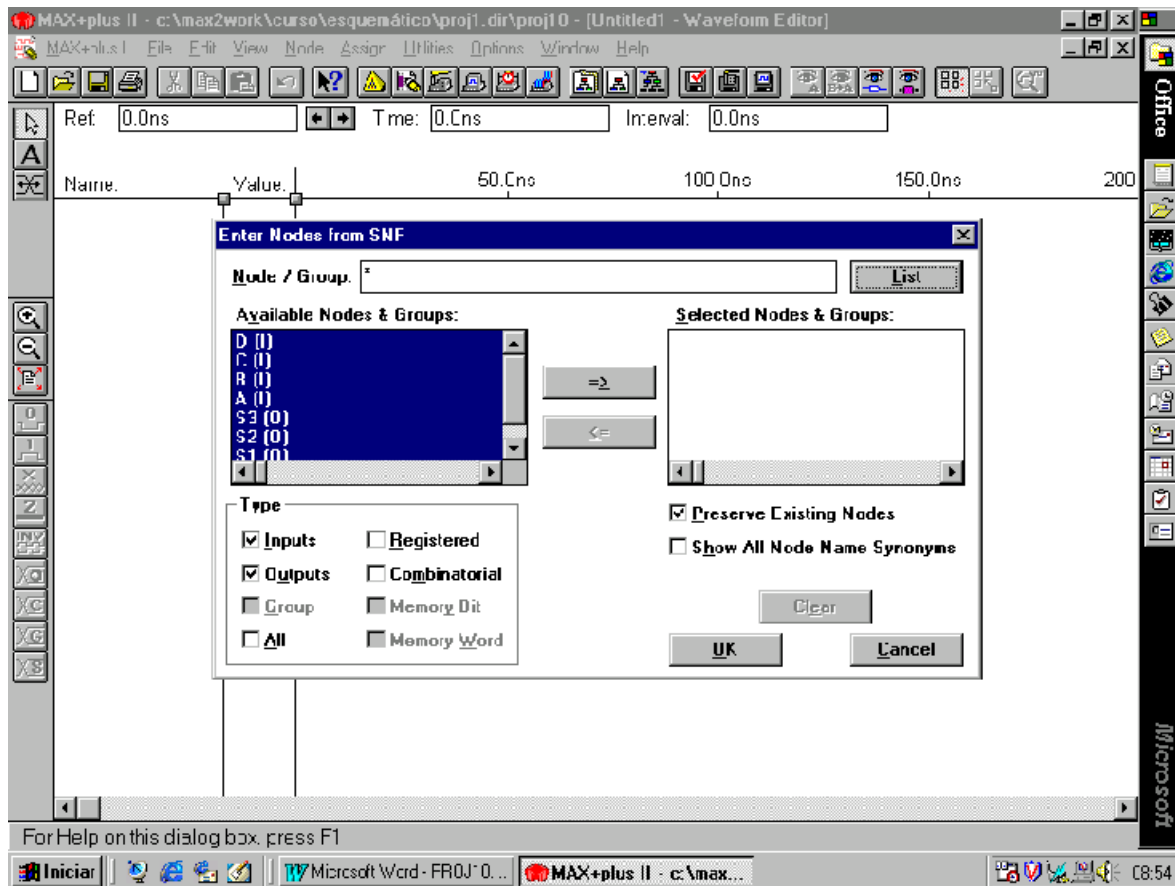 MAX+plus II - c:\max2work\curso\esquemático\proj1.dir\proj10 - [Untitled1 - Waveform Editor]
MAX+plus II File Edit View Node Assign Utilities Options Window Help
Ref: 0.0ns Time: 0.0ns Interval: 0.0ns
Name: Value: 50.0ns 100.0ns 150.0ns 200
Enter Nodes from SNF
Node / Group: * List
Available Nodes & Groups: Selected Nodes & Groups:
D (I)
C (I)
B (I)
A (I)
S3 (O)
S2 (O)
S1 (O)
=>
<=
Type
Inputs Registered
Outputs Combinatorial
Group Memory Bit
All Memory Word
Preserve Existing Nodes
Show All Node Name Synonyms
Clear
OK Cancel
Office
Microsoft
For Help on this dialog box, press F1
Iniciar Microsoft Word - PROJ10... MAX+plus II - c:\max... 08:54